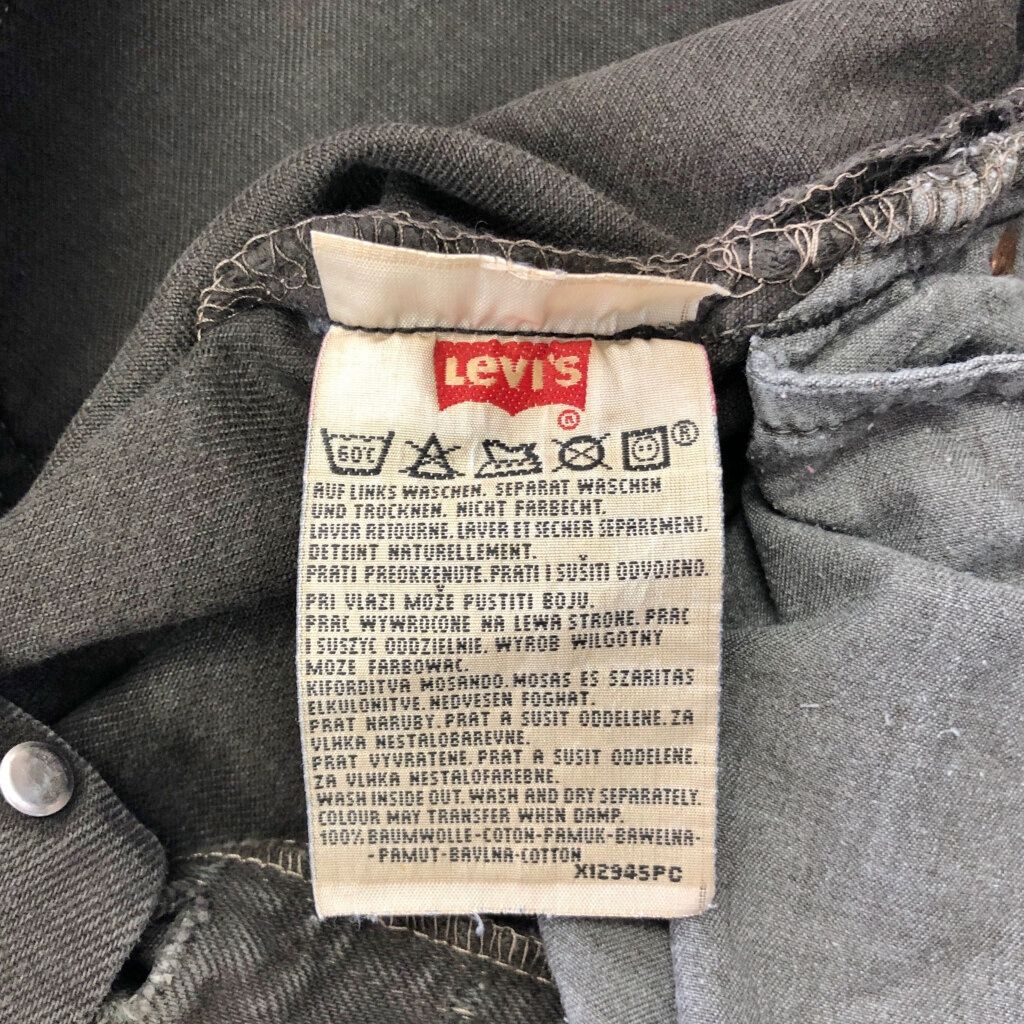 Levi's
®
60°C
®
AUF LINKS WASCHEN. SEPARAT WASCHEN
UND TROCKNEN. NICHT FARBECHT.
LAVER RETOURNE. LAVER ET SECHER SEPAREMENT.
DETEINT NATURELLEMENT.
PRATI PREOKRENUTE. PRATI I SUŠITI ODVOJENO.
PRI VLAZI MOŽE PUSTITI BOJU.
PRAC WYWROCONE NA LEWA STRONE. PRAC
I SUSZYC ODDZIELNIE. WYROB WILGOTNY
MOZE FARBOWAC.
KIFORDITVA MOSANDO. MOSAS ES SZARITAS
ELKULONITVE. NEDVESEN FOGHAT.
PRAT NARUBY. PRAT A SUSIT ODDELENE. ZA
VLHKA NESTALOBAREVNE.
PRAT VYVRATENE. PRAT A SUSIT ODDELENE.
ZA VLHKA NESTALOFAREBNE.
WASH INSIDE OUT. WASH AND DRY SEPARATELY.
COLOUR MAY TRANSFER WHEN DAMP.
100% BAUMWOLLE-COTON-PAMUK-BAWELNA-
-PAMUT-BAVLNA-COTTON
X12945PC